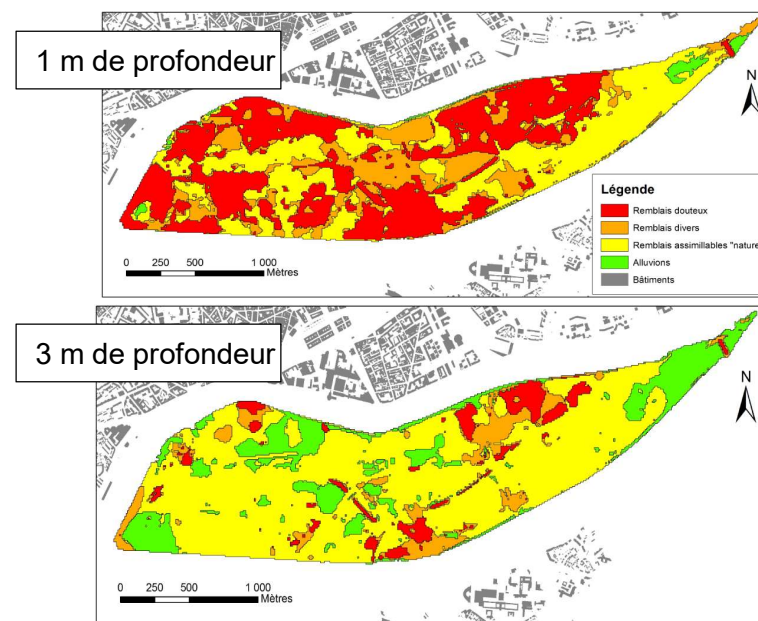 1 m de profondeur
N
Légende
Remblais douteux
Remblais divers
Remblais assimillables "nature
Alluvions
Bâtiments
0 250 500 1 000
Mètres
3 m de profondeur
N
0 250 500 1 000
Mètres